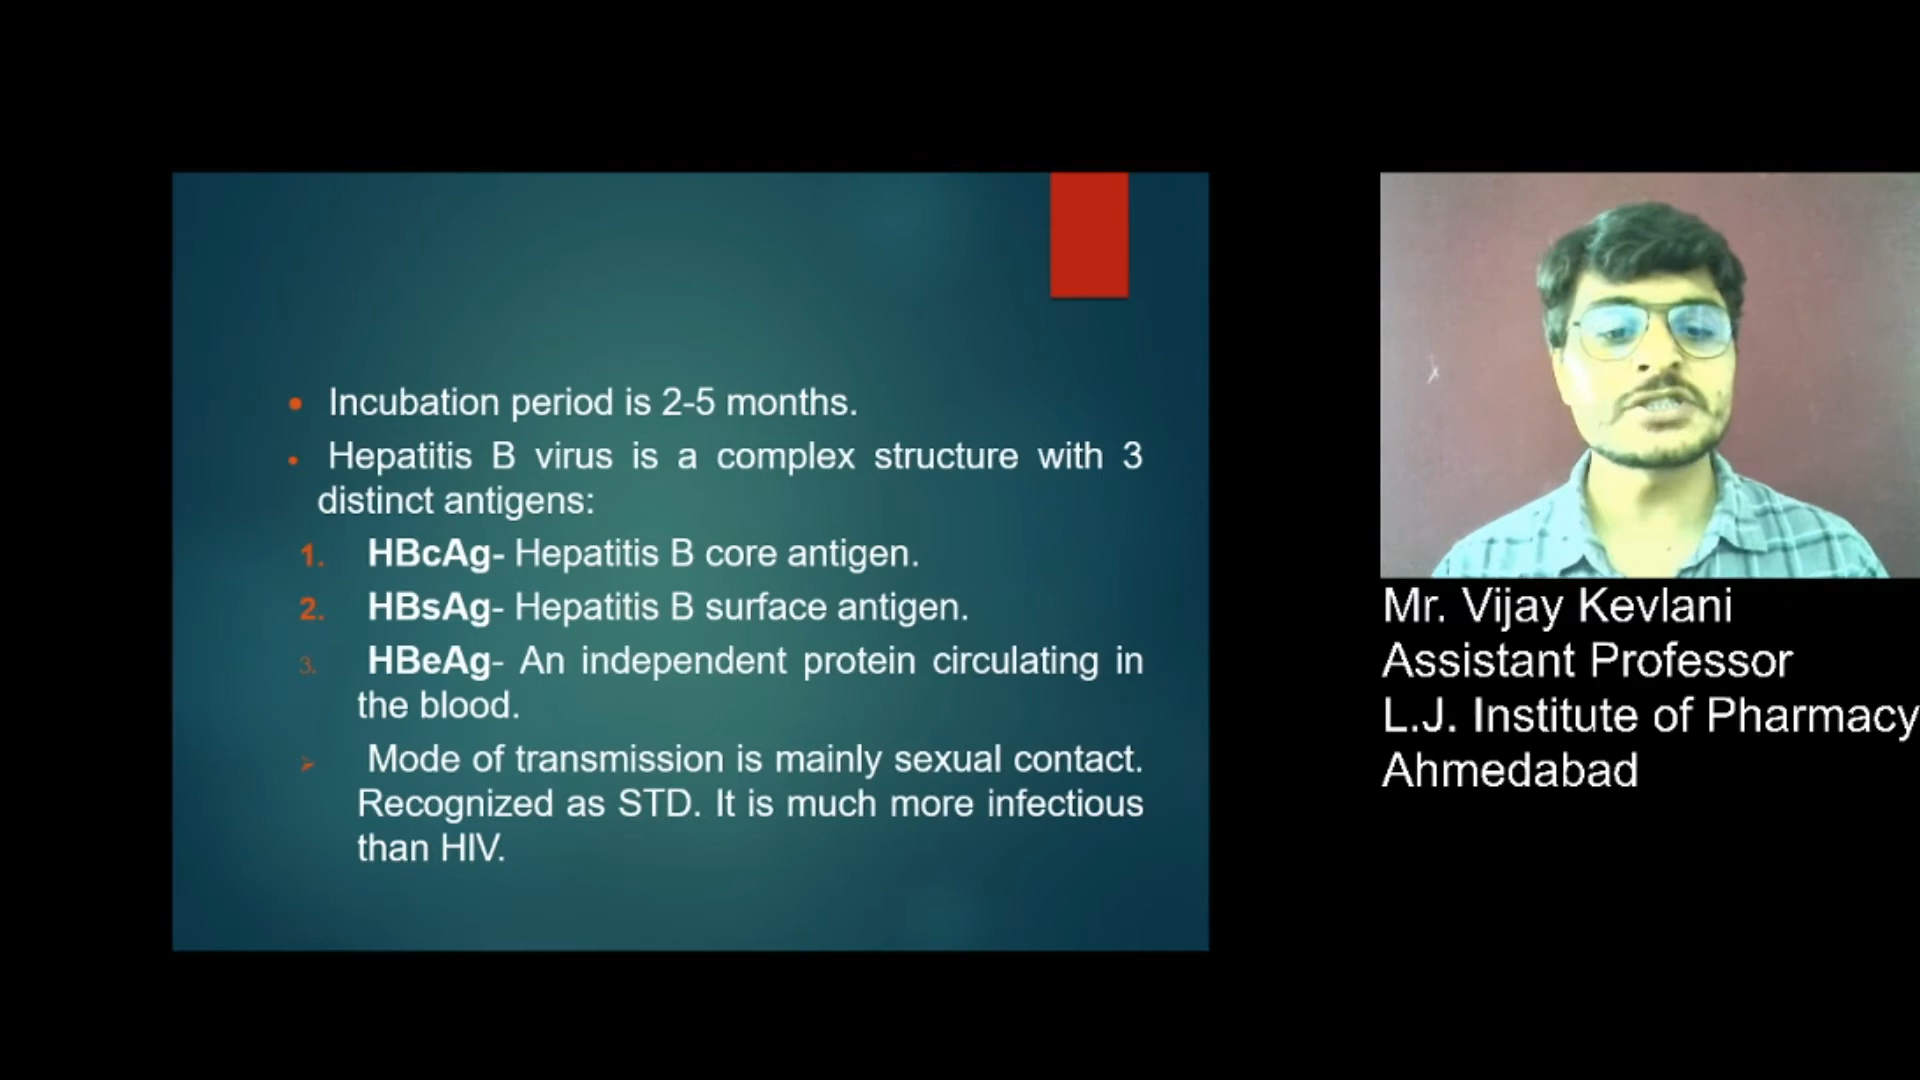 • Incubation period is 2-5 months.
• Hepatitis B virus is a complex structure with 3
distinct antigens:
1. HBcAg- Hepatitis B core antigen.
2. HBsAg- Hepatitis B surface antigen.
3. HBeAg- An independent protein circulating in
the blood.
➢ Mode of transmission is mainly sexual contact.
Recognized as STD. It is much more infectious
than HIV.
Mr. Vijay Kevlani
Assistant Professor
L.J. Institute of Pharmacy
Ahmedabad